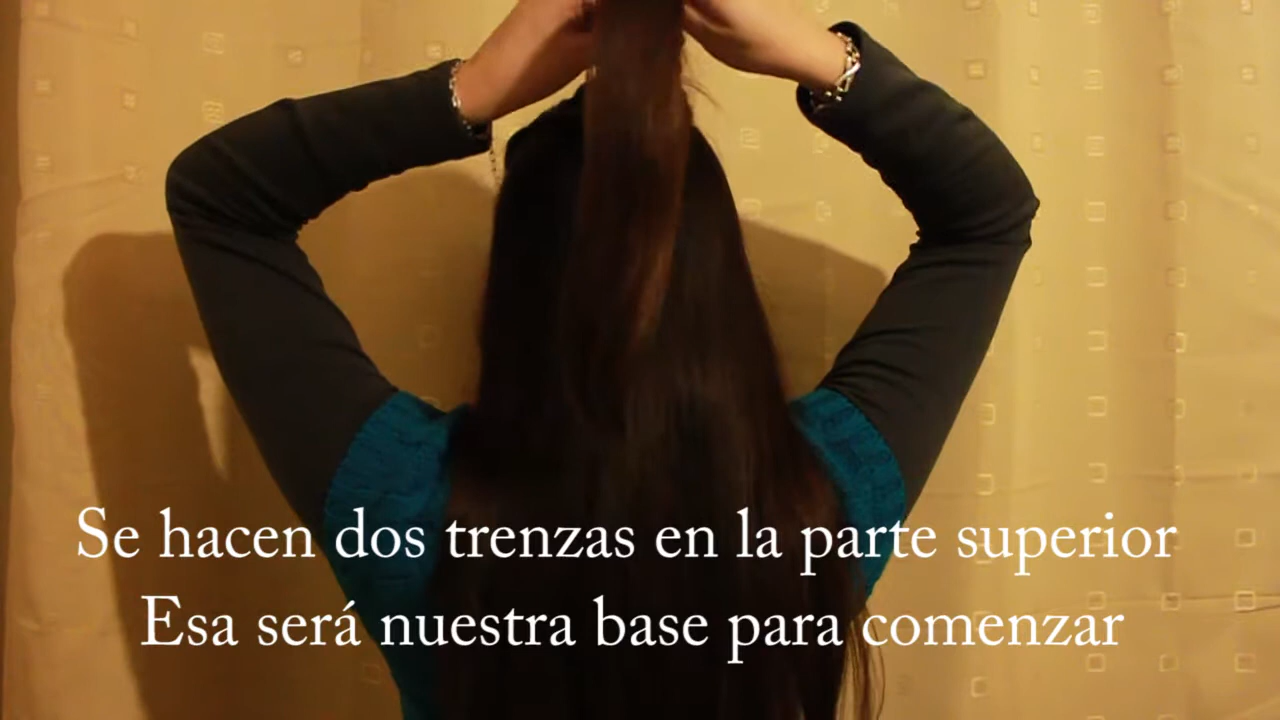 Se hacen dos trenzas en la parte superior
Esa será nuestra base para comenzar